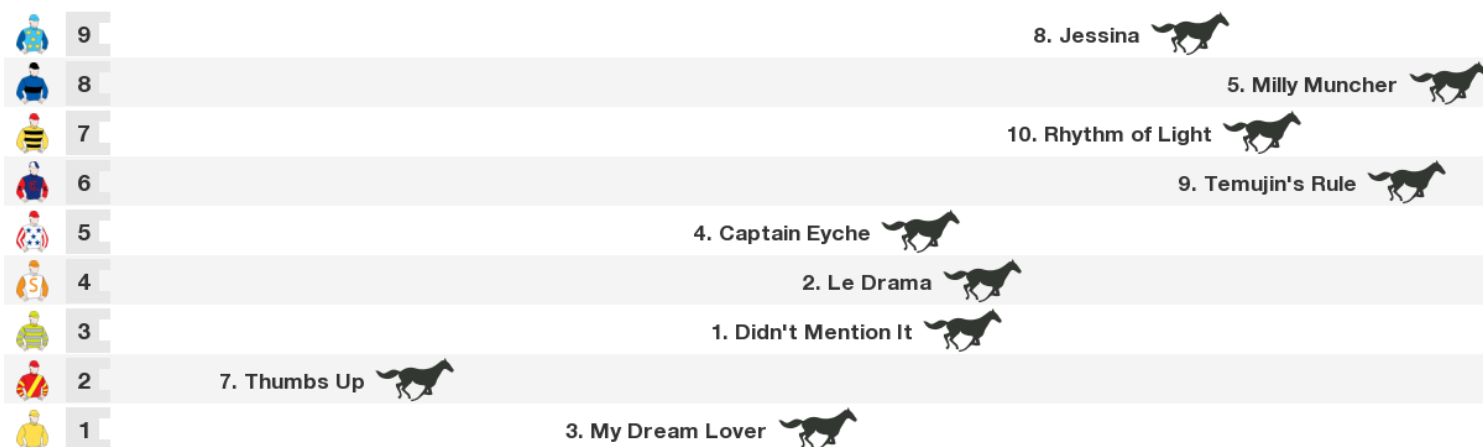 9 8. Jessina
8 5. Milly Muncher
7 10. Rhythm of Light
6 9. Temujin's Rule
5 4. Captain Eyche
S 4 2. Le Drama
3 1. Didn't Mention It
2 7. Thumbs Up
1 3. My Dream Lover